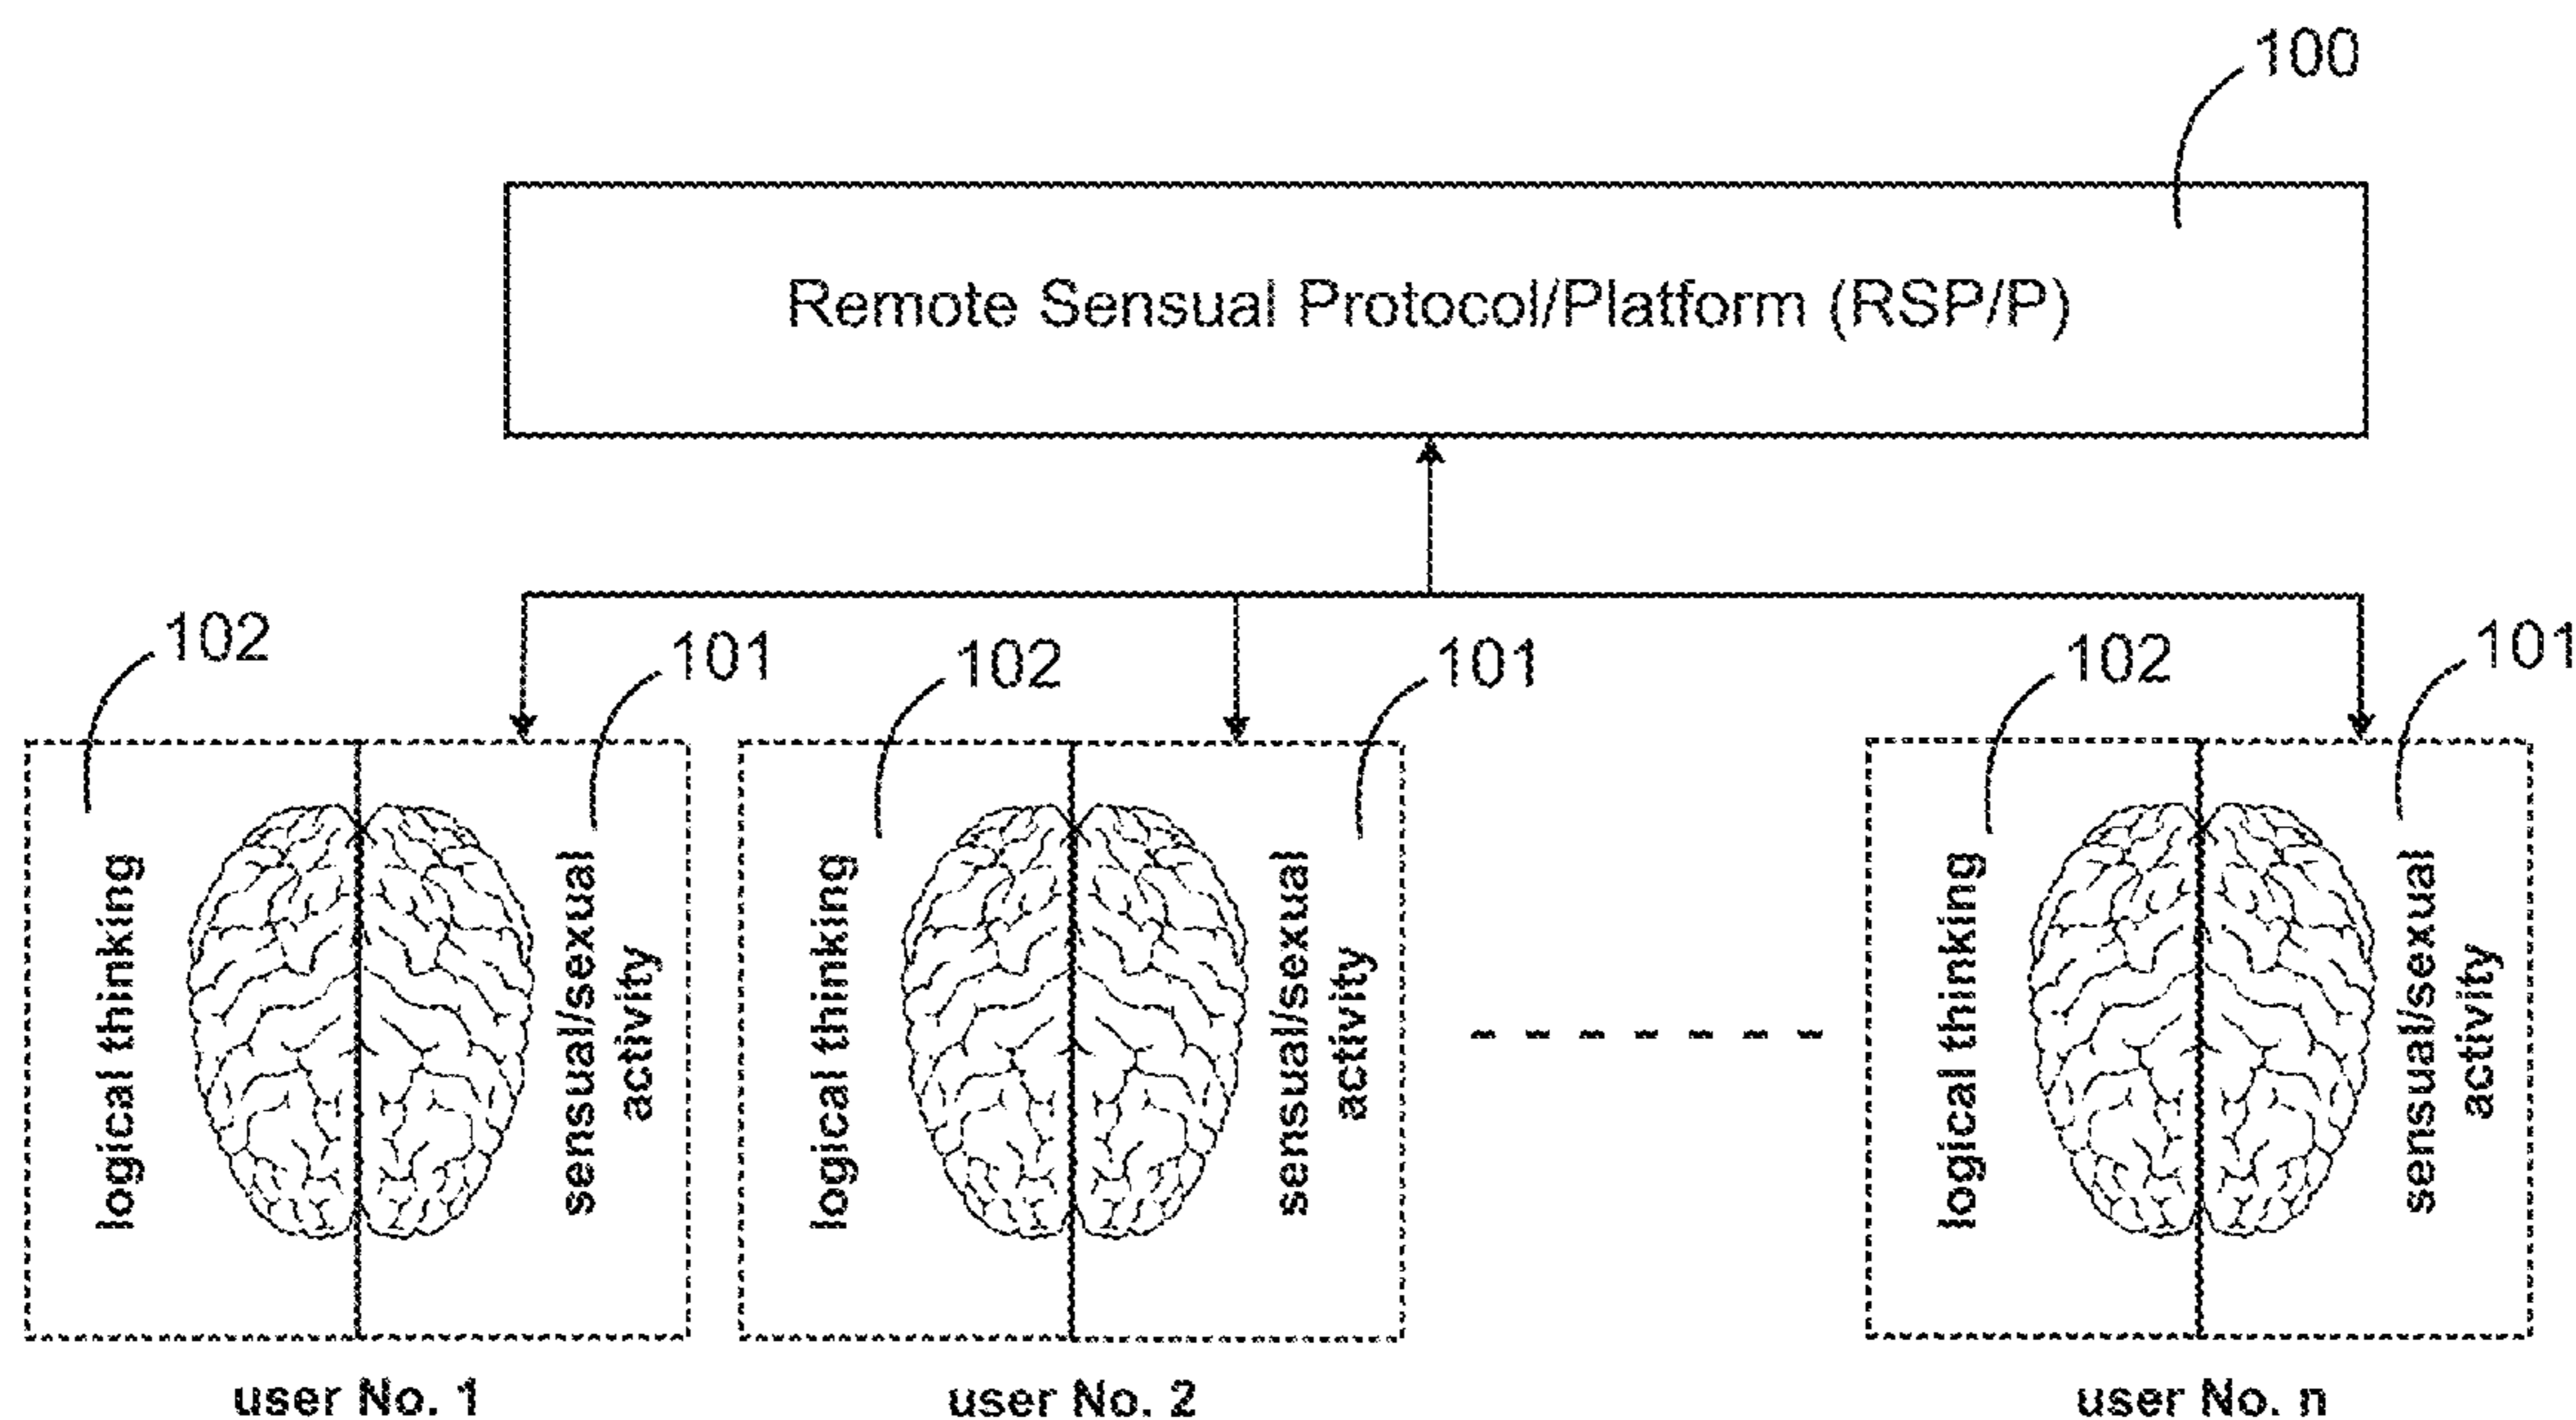 100
Remote Sensual Protocol/Platform (RSP/P)
102
101
102
101
102
101
logical thinking
sensual/sexual
activity
logical thinking
sensual/sexual
activity
logical thinking
sensual/sexual
activity
user No. 1
user No. 2
user No. n